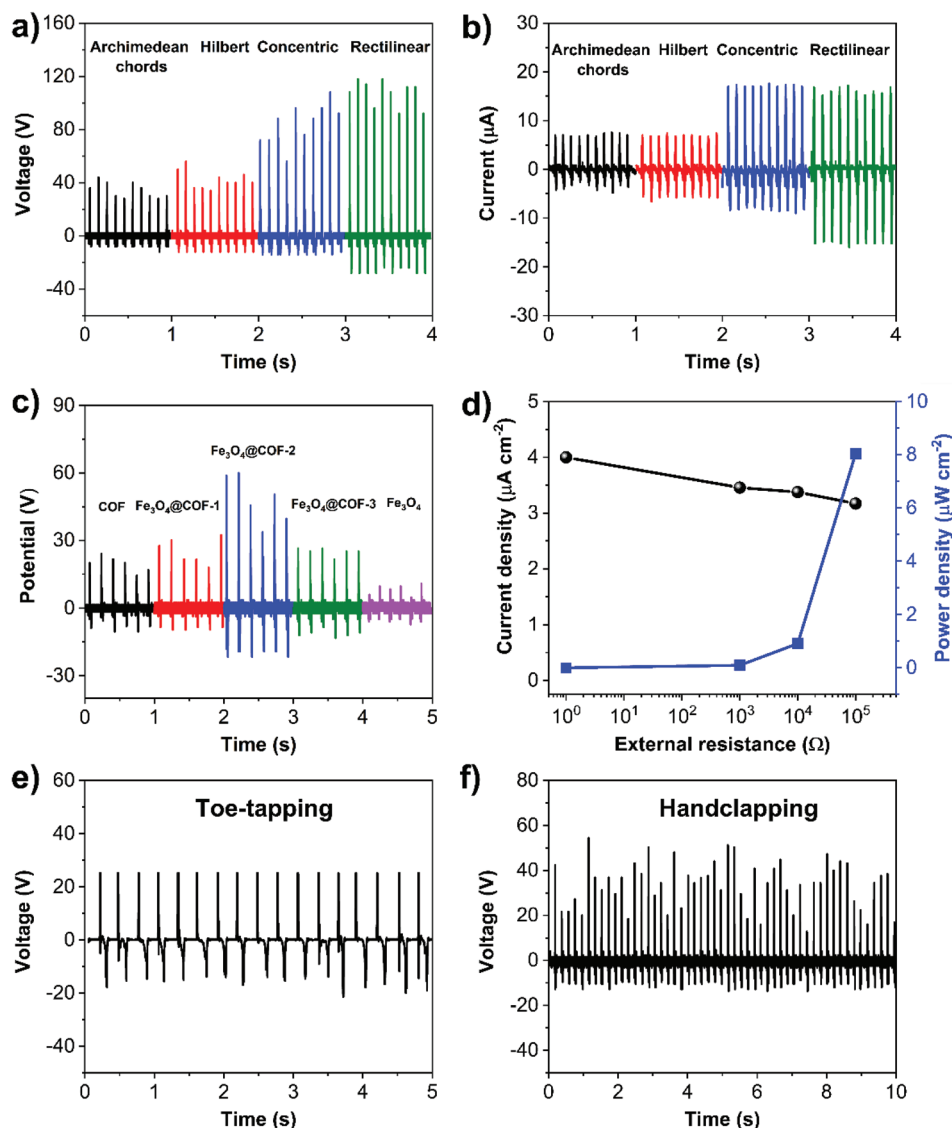 a)
160
120
80
40
0
-40
Voltage (V)
Archimedean Hilbert Concentric Rectilinear
chords
0 1 2 3 4
Time (s)
b)
30
20
10
0
-10
-20
-30
Current (μA)
Archimedean Hilbert Concentric Rectilinear
chords
0 1 2 3 4
Time (s)
c)
90
60
30
0
-30
Potential (V)
Fe₃O₄@COF-2
COF Fe₃O₄@COF-1 Fe₃O₄@COF-3 Fe₃O₄
0 1 2 3 4 5
Time (s)
d)
5
4
3
2
1
0
Current density (μA cm⁻²)
10
8
6
4
2
0
Power density (μW cm⁻²)
10⁰ 10¹ 10² 10³ 10⁴ 10⁵
External resistance (Ω)
e)
Toe-tapping
60
40
20
0
-20
-40
Voltage (V)
0 1 2 3 4 5
Time (s)
f)
Handclapping
80
60
40
20
0
-20
-40
Voltage (V)
0 2 4 6 8 10
Time (s)